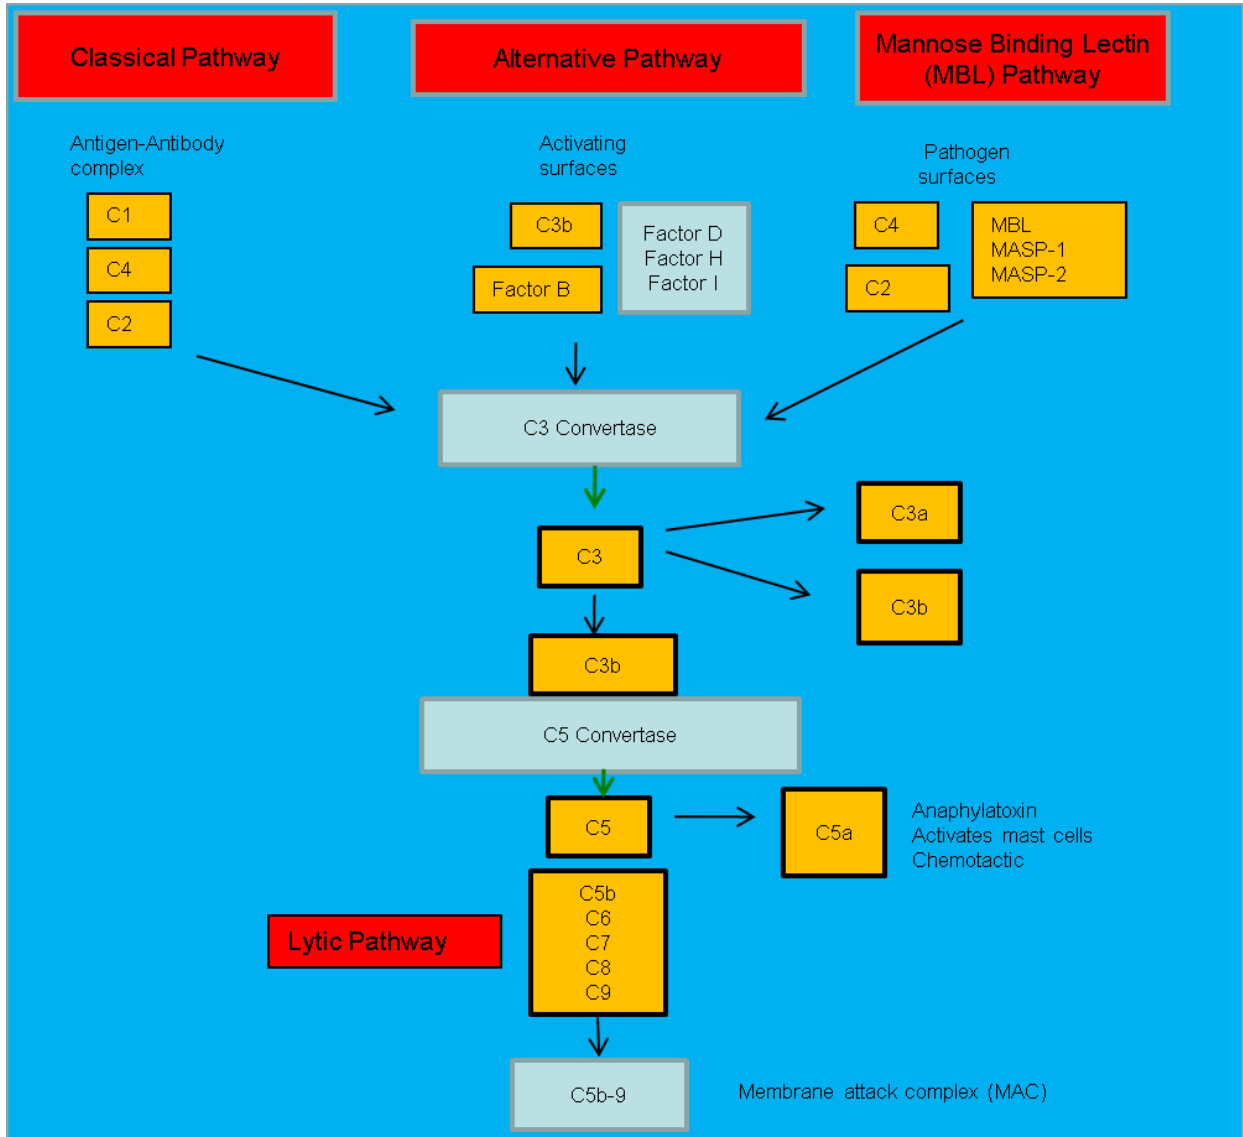 Classical Pathway
Alternative Pathway
Mannose Binding Lectin
(MBL) Pathway
Antigen-Antibody
complex
C1
C4
C2
Activating
surfaces
C3b
Factor B
Factor D
Factor H
Factor I
Pathogen
surfaces
C4
C2
MBL
MASP-1
MASP-2
C3 Convertase
C3
C3a
C3b
C3b
C5 Convertase
C5
C5a
Anaphylatoxin
Activates mast cells
Chemotactic
Lytic Pathway
C5b
C6
C7
C8
C9
C5b-9
Membrane attack complex (MAC)